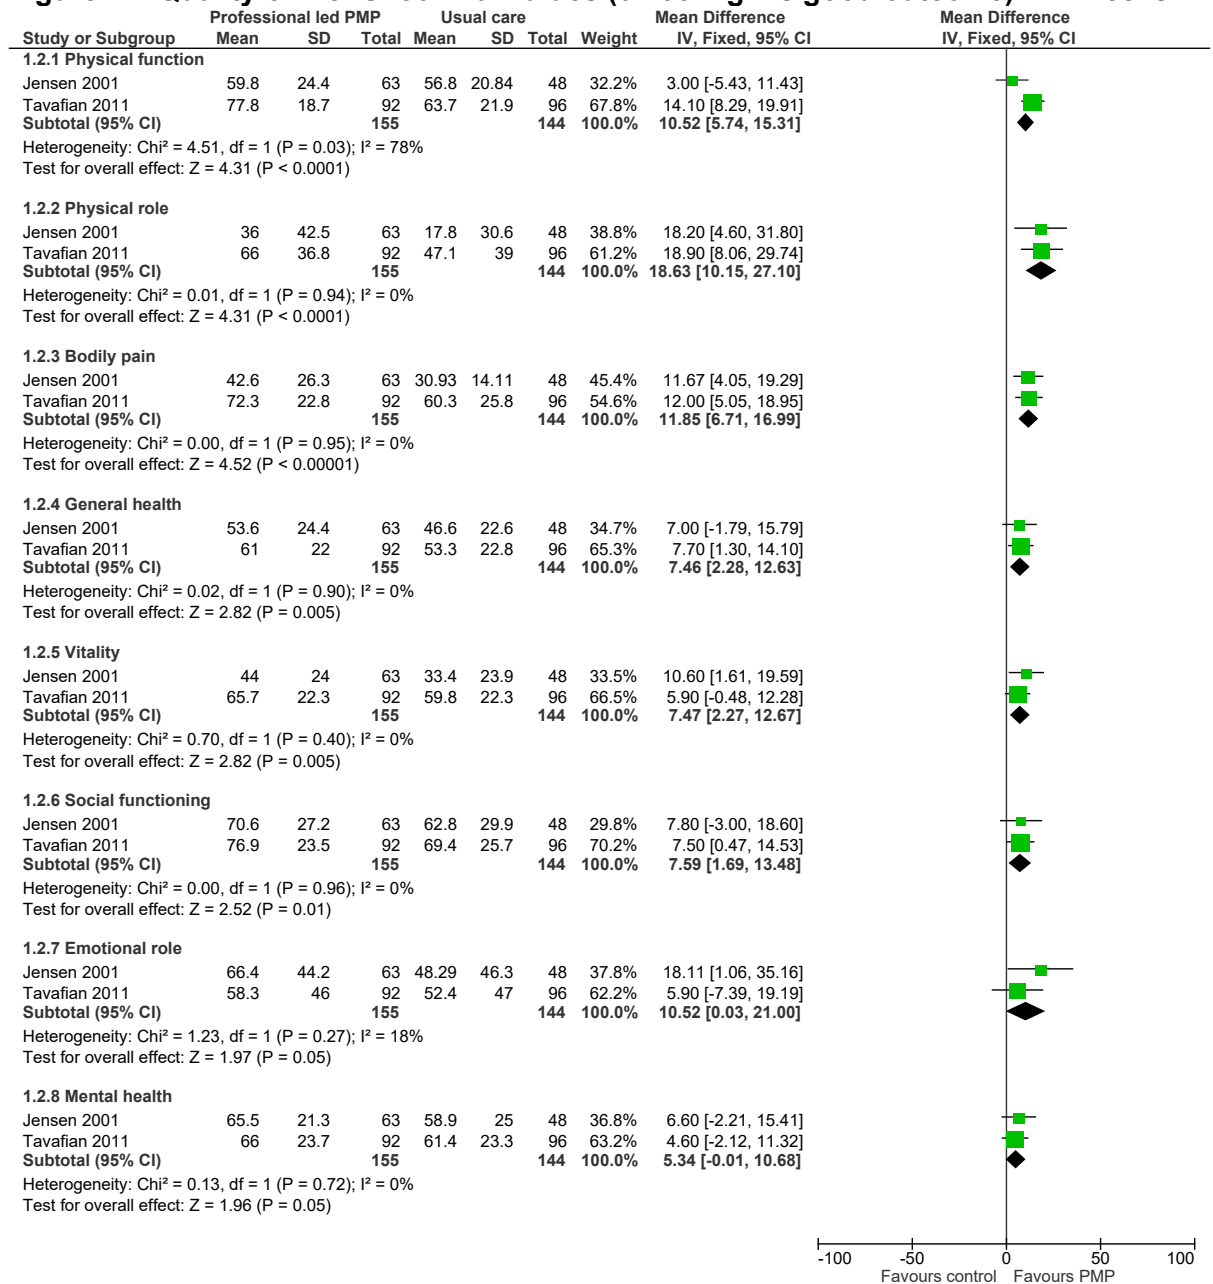 Professional led PMP Usual care Mean Difference Mean Difference
Study or Subgroup Mean SD Total Mean SD Total Weight IV, Fixed, 95% CI IV, Fixed, 95% CI
1.2.1 Physical function
Jensen 2001 59.8 24.4 63 56.8 20.84 48 32.2% 3.00 [-5.43, 11.43]
Tavafian 2011 77.8 18.7 92 63.7 21.9 96 67.8% 14.10 [8.29, 19.91]
Subtotal (95% CI) 155 144 100.0% 10.52 [5.74, 15.31]
Heterogeneity: Chi² = 4.51, df = 1 (P = 0.03); I² = 78%
Test for overall effect: Z = 4.31 (P < 0.0001)
1.2.2 Physical role
Jensen 2001 36 42.5 63 17.8 30.6 48 38.8% 18.20 [4.60, 31.80]
Tavafian 2011 66 36.8 92 47.1 39 96 61.2% 18.90 [8.06, 29.74]
Subtotal (95% CI) 155 144 100.0% 18.63 [10.15, 27.10]
Heterogeneity: Chi² = 0.01, df = 1 (P = 0.94); I² = 0%
Test for overall effect: Z = 4.31 (P < 0.0001)
1.2.3 Bodily pain
Jensen 2001 42.6 26.3 63 30.93 14.11 48 45.4% 11.67 [4.05, 19.29]
Tavafian 2011 72.3 22.8 92 60.3 25.8 96 54.6% 12.00 [5.05, 18.95]
Subtotal (95% CI) 155 144 100.0% 11.85 [6.71, 16.99]
Heterogeneity: Chi² = 0.00, df = 1 (P = 0.95); I² = 0%
Test for overall effect: Z = 4.52 (P < 0.00001)
1.2.4 General health
Jensen 2001 53.6 24.4 63 46.6 22.6 48 34.7% 7.00 [-1.79, 15.79]
Tavafian 2011 61 22 92 53.3 22.8 96 65.3% 7.70 [1.30, 14.10]
Subtotal (95% CI) 155 144 100.0% 7.46 [2.28, 12.63]
Heterogeneity: Chi² = 0.02, df = 1 (P = 0.90); I² = 0%
Test for overall effect: Z = 2.82 (P = 0.005)
1.2.5 Vitality
Jensen 2001 44 24 63 33.4 23.9 48 33.5% 10.60 [1.61, 19.59]
Tavafian 2011 65.7 22.3 92 59.8 22.3 96 66.5% 5.90 [-0.48, 12.28]
Subtotal (95% CI) 155 144 100.0% 7.47 [2.27, 12.67]
Heterogeneity: Chi² = 0.70, df = 1 (P = 0.40); I² = 0%
Test for overall effect: Z = 2.82 (P = 0.005)
1.2.6 Social functioning
Jensen 2001 70.6 27.2 63 62.8 29.9 48 29.8% 7.80 [-3.00, 18.60]
Tavafian 2011 76.9 23.5 92 69.4 25.7 96 70.2% 7.50 [0.47, 14.53]
Subtotal (95% CI) 155 144 100.0% 7.59 [1.69, 13.48]
Heterogeneity: Chi² = 0.00, df = 1 (P = 0.96); I² = 0%
Test for overall effect: Z = 2.52 (P = 0.01)
1.2.7 Emotional role
Jensen 2001 66.4 44.2 63 48.29 46.3 48 37.8% 18.11 [1.06, 35.16]
Tavafian 2011 58.3 46 92 52.4 47 96 62.2% 5.90 [-7.39, 19.19]
Subtotal (95% CI) 155 144 100.0% 10.52 [0.03, 21.00]
Heterogeneity: Chi² = 1.23, df = 1 (P = 0.27); I² = 18%
Test for overall effect: Z = 1.97 (P = 0.05)
1.2.8 Mental health
Jensen 2001 65.5 21.3 63 58.9 25 48 36.8% 6.60 [-2.21, 15.41]
Tavafian 2011 66 23.7 92 61.4 23.3 96 63.2% 4.60 [-2.12, 11.32]
Subtotal (95% CI) 155 144 100.0% 5.34 [-0.01, 10.68]
Heterogeneity: Chi² = 0.13, df = 1 (P = 0.72); I² = 0%
Test for overall effect: Z = 1.96 (P = 0.05)
-100 -50 0 50 100
Favours control Favours PMP